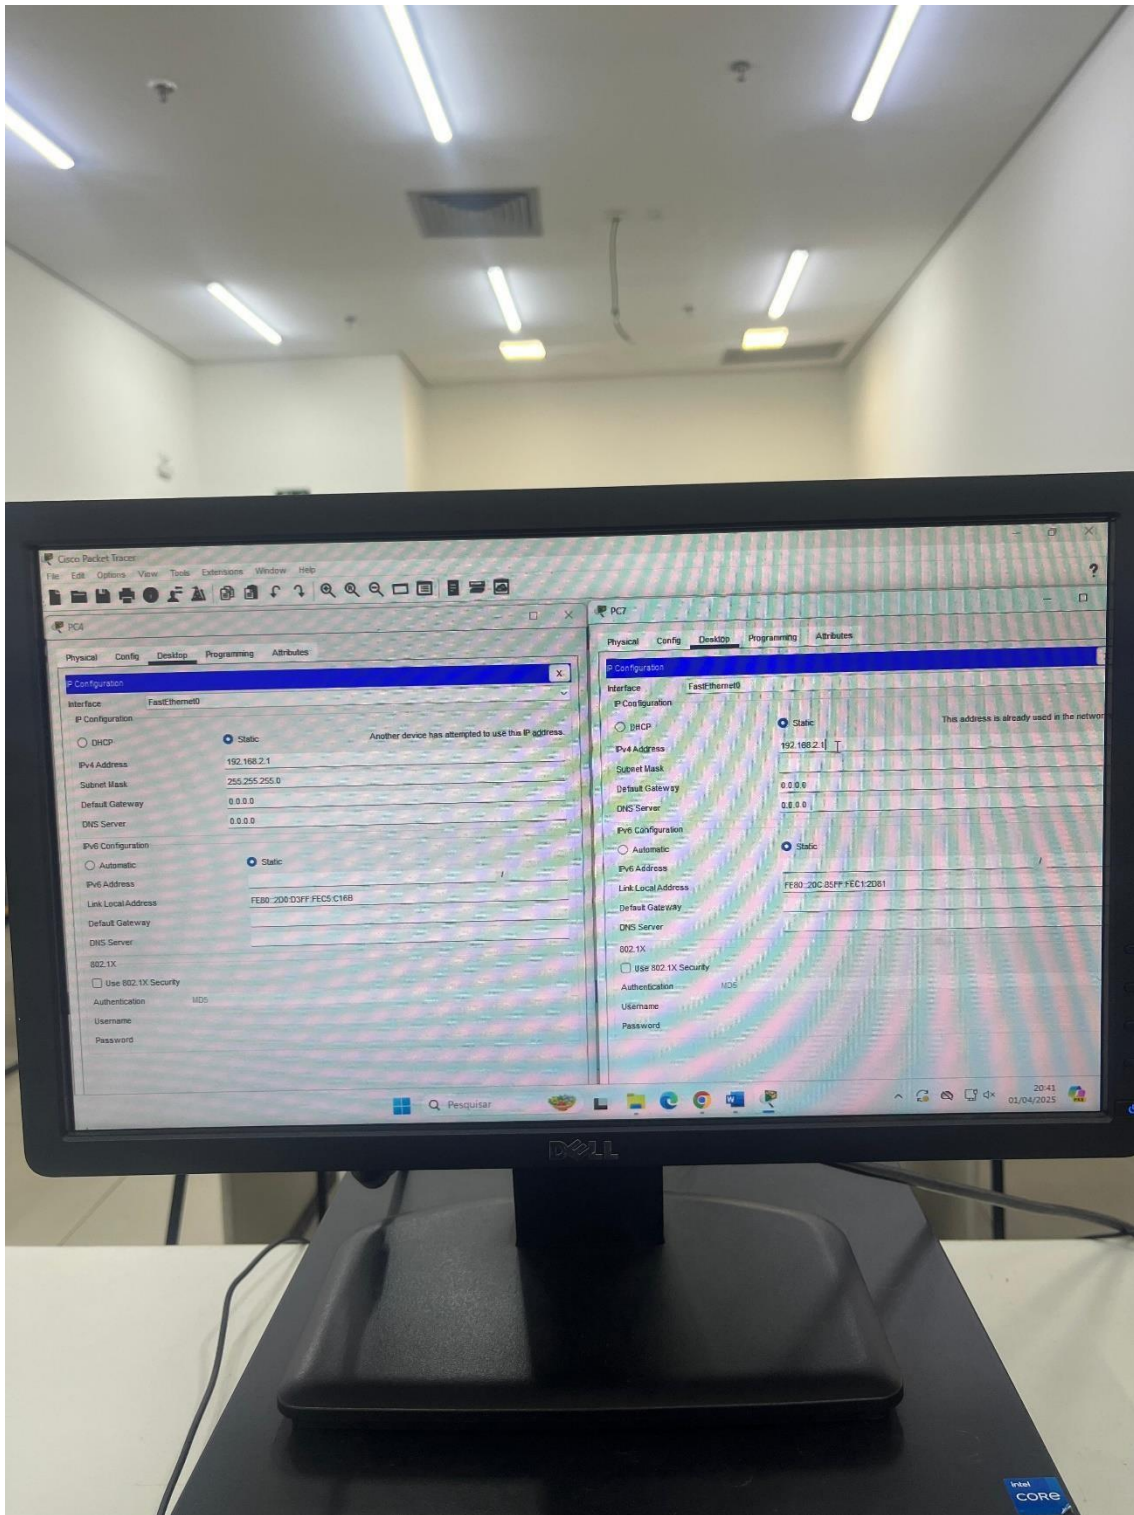 Cisco Packet Tracer
File Edit Options View Tools Extensions Window Help
?
PC4
Physical Config Desktop Programming Attributes
IP Configuration X
Interface FastEthernet0
IP Configuration
DHCP Static Another device has attempted to use this IP address.
IPv4 Address 192.168.2.1
Subnet Mask 255.255.255.0
Default Gateway 0.0.0.0
DNS Server 0.0.0.0
IPv6 Configuration
Automatic Static
IPv6 Address /
Link Local Address FE80::2D0:D3FF:FEC5:C16B
Default Gateway
DNS Server
802.1X
Use 802.1X Security
Authentication MD5
Username
Password
PC7
Physical Config Desktop Programming Attributes
IP Configuration
Interface FastEthernet0
IP Configuration
DHCP Static This address is already used in the networ
IPv4 Address 192.168.2.1
Subnet Mask
Default Gateway 0.0.0.0
DNS Server 0.0.0.0
IPv6 Configuration
Automatic Static
IPv6 Address /
Link Local Address FE80::20C:85FF:FEC1:2D81
Default Gateway
DNS Server
802.1X
Use 802.1X Security
Authentication MD5
Username
Password
Pesquisar
20:41
01/04/2025
DELL
intel
CORE